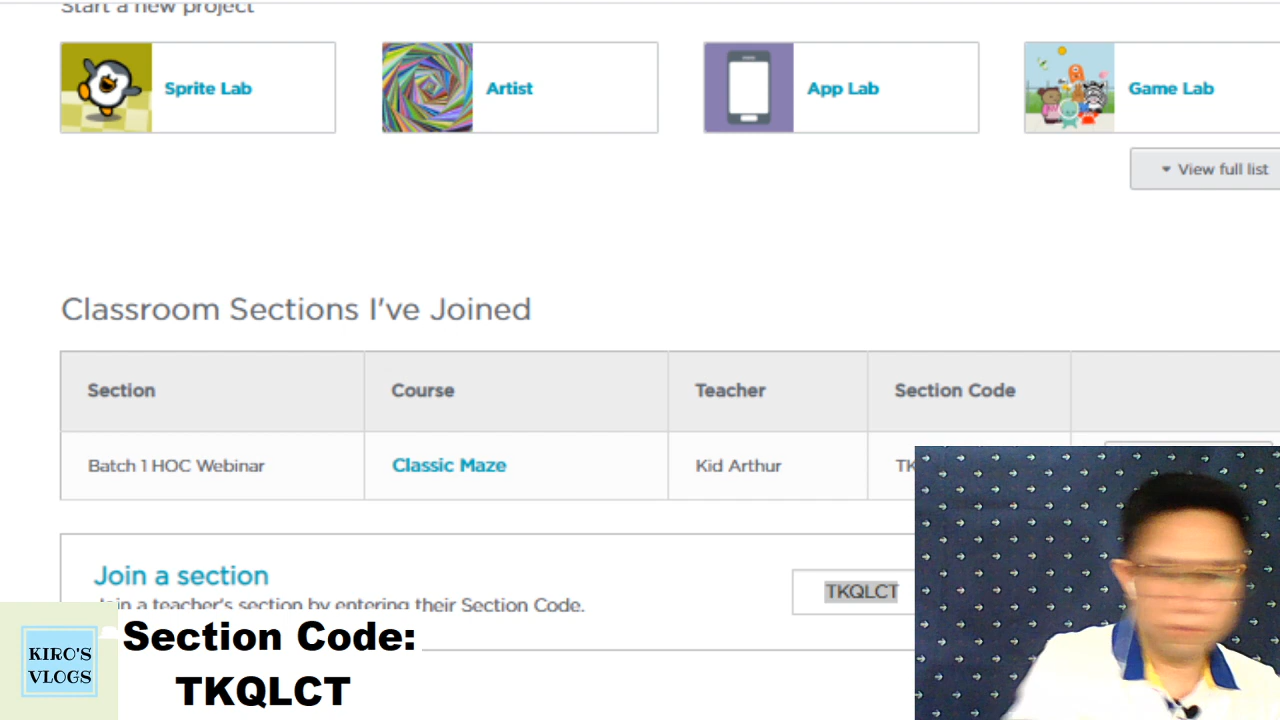 Start a new project
Sprite Lab
Artist
App Lab
Game Lab
View full list
Classroom Sections I've Joined
Section Course Teacher Section Code
Batch 1 HOC Webinar Classic Maze Kid Arthur TK
Join a section
Join a teacher's section by entering their Section Code.
TKQLCT
KIRO'S
VLOGS
Section Code:
TKQLCT